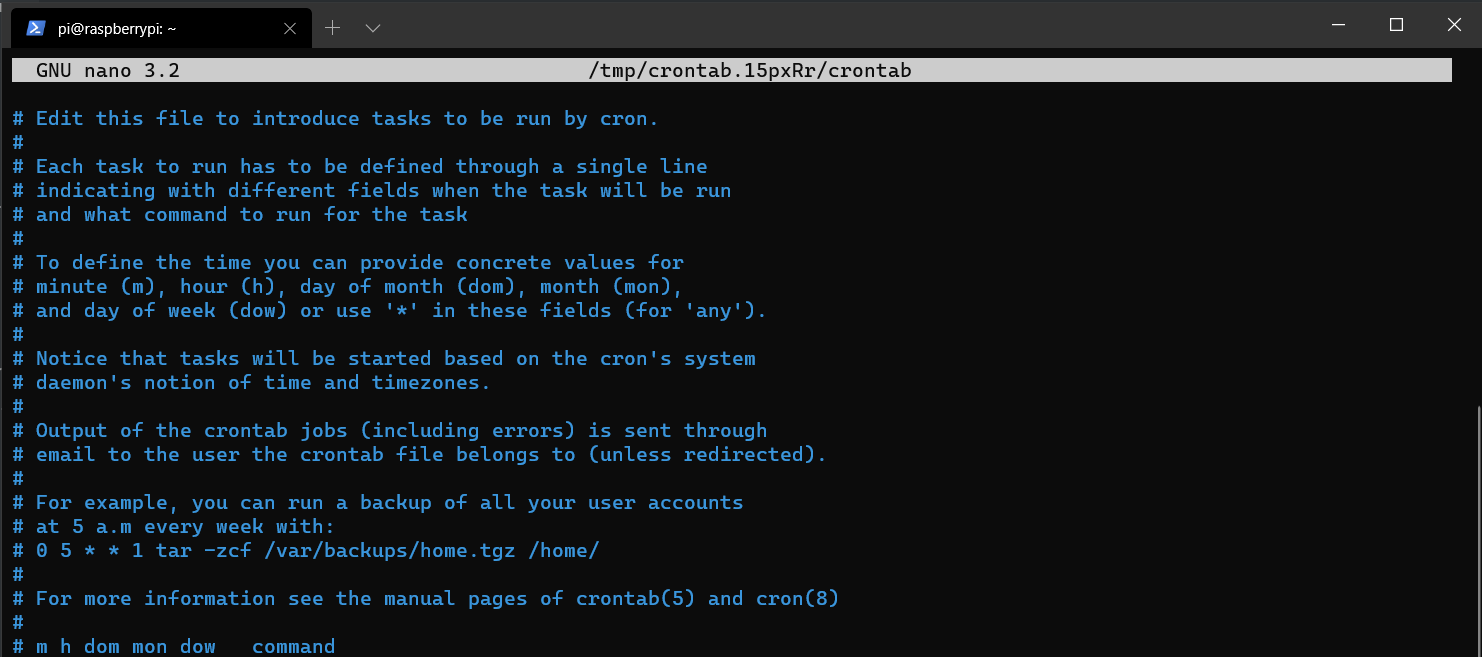 pi@raspberrypi: ~
GNU nano 3.2 /tmp/crontab.15pxRr/crontab
# Edit this file to introduce tasks to be run by cron.
#
# Each task to run has to be defined through a single line
# indicating with different fields when the task will be run
# and what command to run for the task
#
# To define the time you can provide concrete values for
# minute (m), hour (h), day of month (dom), month (mon),
# and day of week (dow) or use '*' in these fields (for 'any').
#
# Notice that tasks will be started based on the cron's system
# daemon's notion of time and timezones.
#
# Output of the crontab jobs (including errors) is sent through
# email to the user the crontab file belongs to (unless redirected).
#
# For example, you can run a backup of all your user accounts
# at 5 a.m every week with:
# 0 5 * * 1 tar -zcf /var/backups/home.tgz /home/
#
# For more information see the manual pages of crontab(5) and cron(8)
#
# m h dom mon dow   command